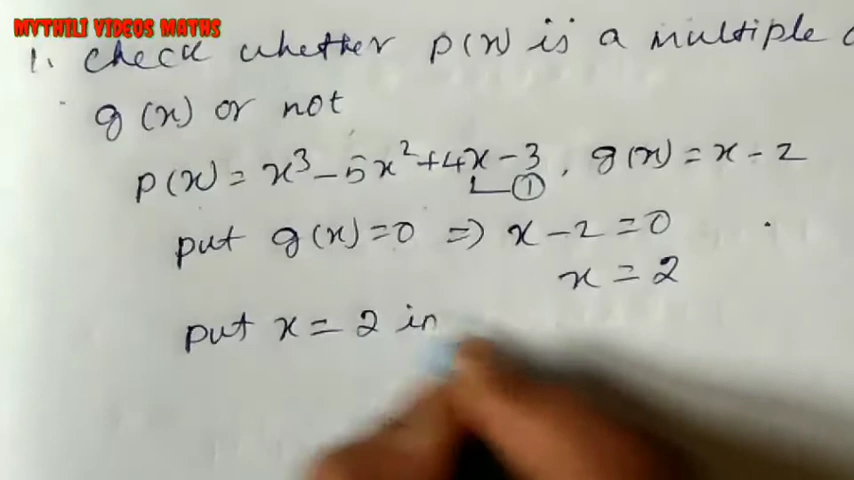 MYTHILI VIDEOS MATHS
1. check whether p(x) is a multiple
g(x) or not
p(x) = x³ - 5x² + 4x - 3, g(x) = x - 2
①
put g(x) = 0 ⇒ x - 2 = 0
x = 2
put x = 2 in